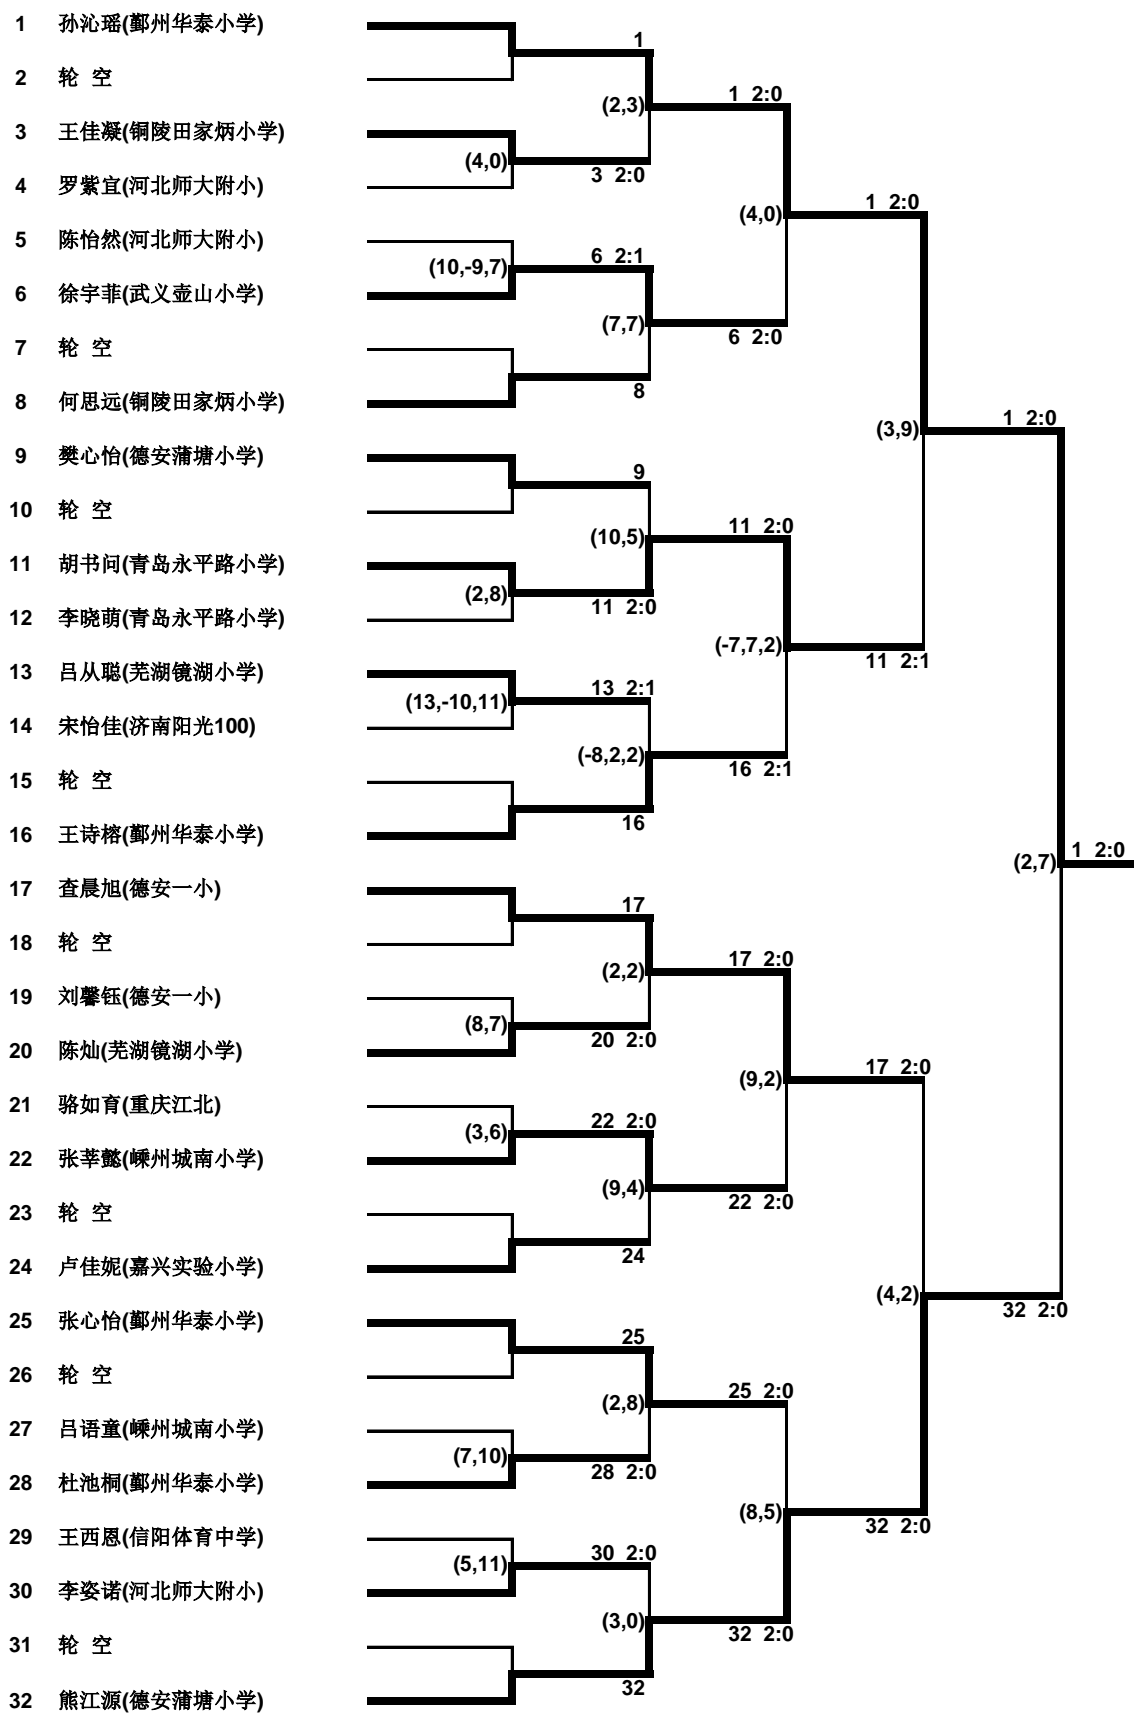 1 孙沁瑶(鄞州华泰小学)
1
2 轮 空
1 2:0
(2,3)
3 王佳凝(铜陵田家炳小学)
(4,0)
3 2:0
4 罗紫宜(河北师大附小)
1 2:0
(4,0)
5 陈怡然(河北师大附小)
6 2:1
(10,-9,7)
6 徐宇菲(武义壶山小学)
(7,7)
6 2:0
7 轮 空
8
8 何思远(铜陵田家炳小学)
1 2:0
(3,9)
9 樊心怡(德安蒲塘小学)
9
10 轮 空
11 2:0
(10,5)
11 胡书问(青岛永平路小学)
(2,8)
11 2:0
12 李晓萌(青岛永平路小学)
(-7,7,2)
11 2:1
13 吕从聪(芜湖镜湖小学)
13 2:1
(13,-10,11)
14 宋怡佳(济南阳光100)
(-8,2,2)
16 2:1
15 轮 空
16
16 王诗榕(鄞州华泰小学)
1 2:0
(2,7)
17 查晨旭(德安一小)
17
18 轮 空
17 2:0
(2,2)
19 刘馨钰(德安一小)
(8,7)
20 2:0
20 陈灿(芜湖镜湖小学)
17 2:0
(9,2)
21 骆如育(重庆江北)
22 2:0
(3,6)
22 张莘懿(嵊州城南小学)
(9,4)
22 2:0
23 轮 空
24
24 卢佳妮(嘉兴实验小学)
(4,2)
32 2:0
25 张心怡(鄞州华泰小学)
25
26 轮 空
25 2:0
(2,8)
27 吕语童(嵊州城南小学)
(7,10)
28 2:0
28 杜池桐(鄞州华泰小学)
(8,5)
32 2:0
29 王西恩(信阳体育中学)
30 2:0
(5,11)
30 李姿诺(河北师大附小)
(3,0)
32 2:0
31 轮 空
32
32 熊江源(德安蒲塘小学)